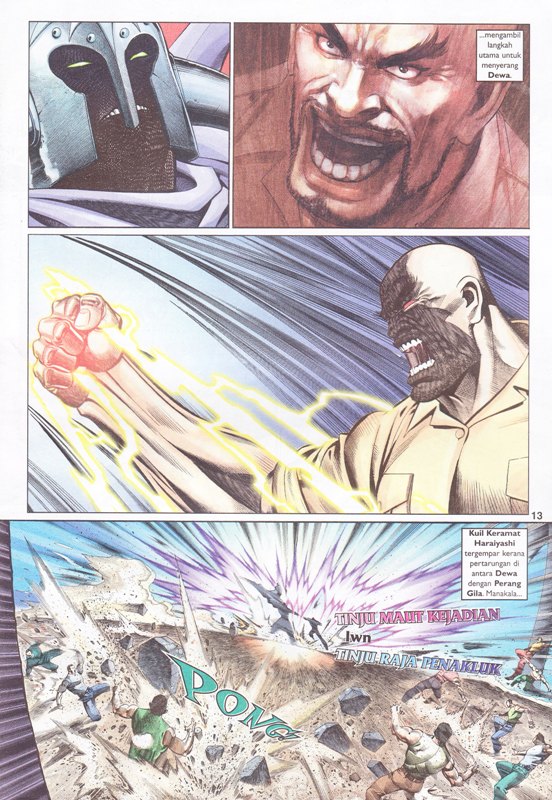 ...mengambil
langkah
utama untuk
menyerang
Dewa.
13
Kuil Keramat
Haraiyashi
tergempar kerana
pertarungan di
antara Dewa
dengan Perang
Gila. Manakala...
TINJU MAUT KEJADIAN
lwn
TINJU RAJA PENAKLUK
PONG!